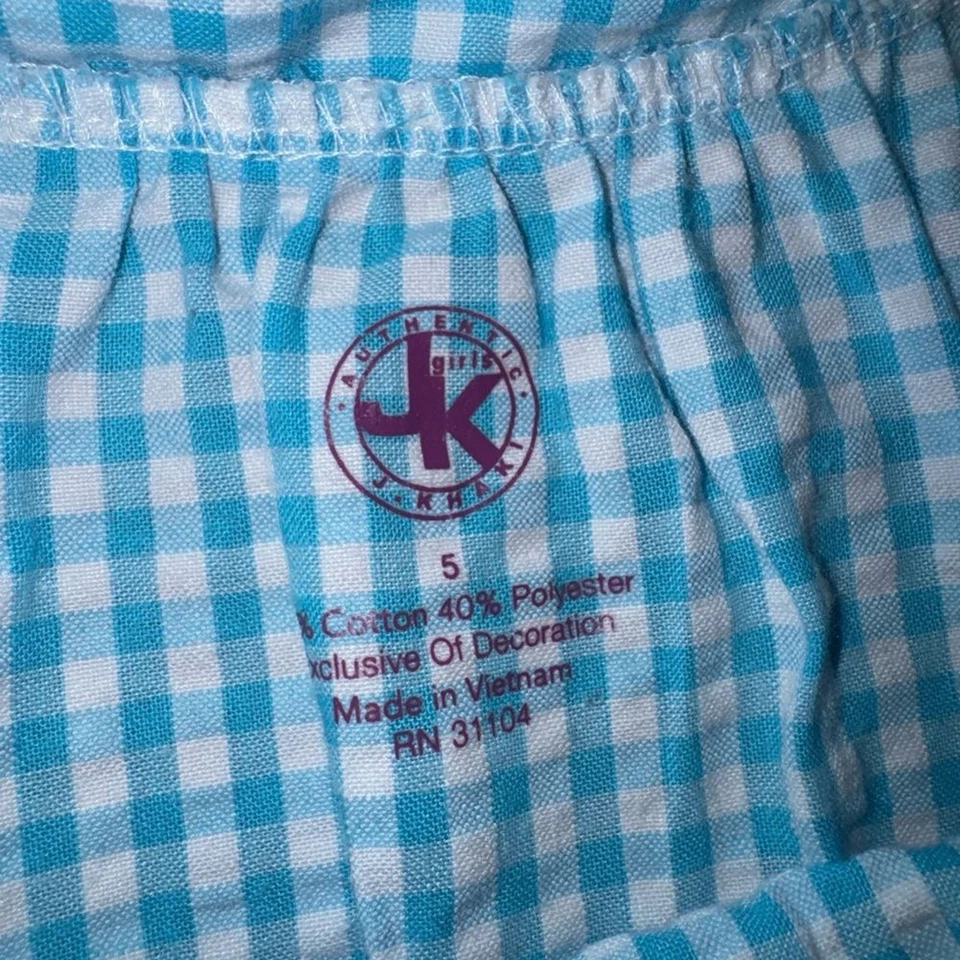 AUTHENTIC
girls
JK
J·KHAKI
5
% Cotton 40% Polyester
xclusive Of Decoration
Made in Vietnam
RN 31104